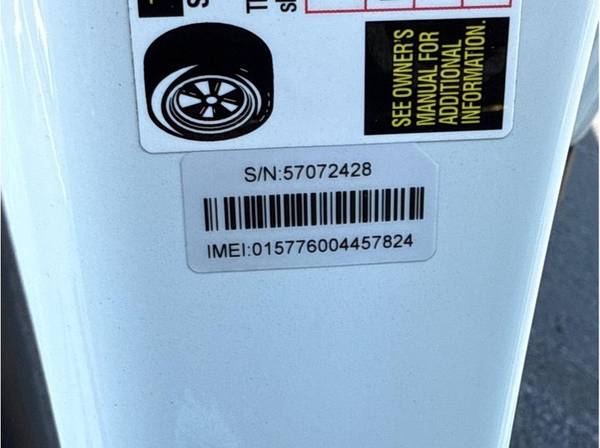 SEE OWNER'S
MANUAL FOR
ADDITIONAL
INFORMATION.
S/N:57072428
IMEI:015776004457824